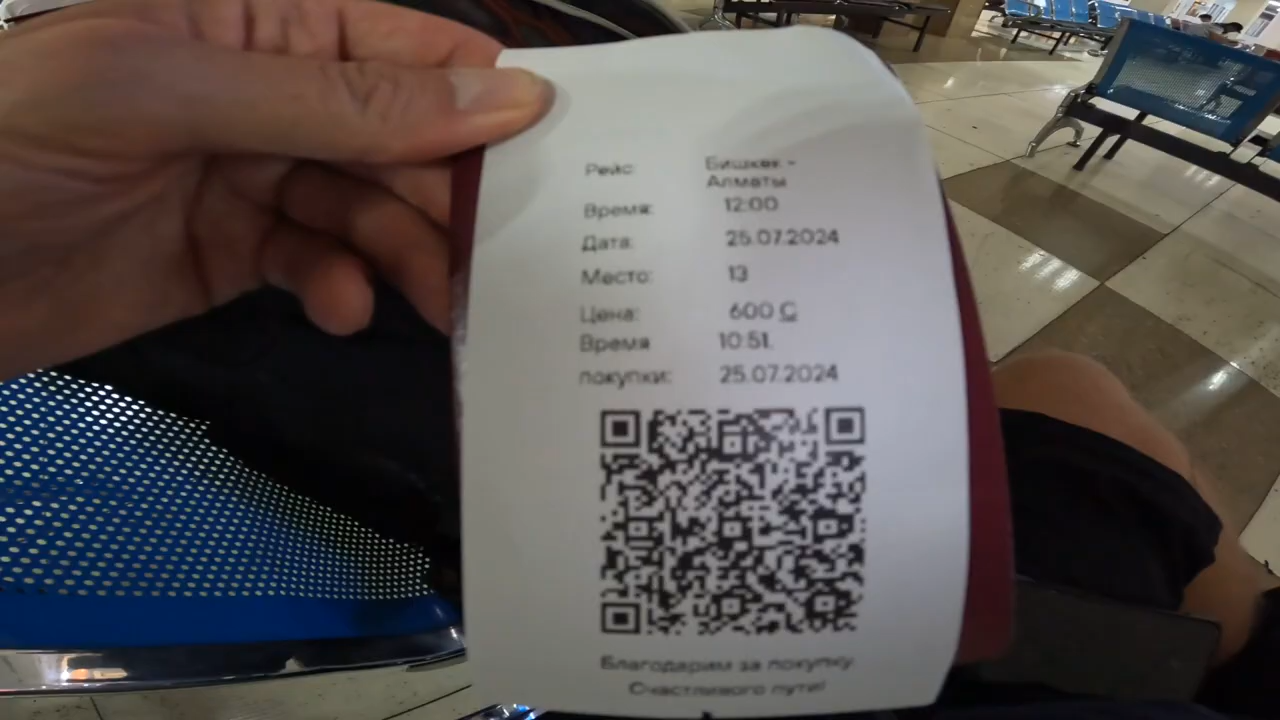 Рейс: Бишкек -
Алматы
Время: 12:00
Дата: 25.07.2024
Место: 13
Цена: 600 С
Время 10:51,
покупки: 25.07.2024
Благодарим за покупку.
Счастливого пути!